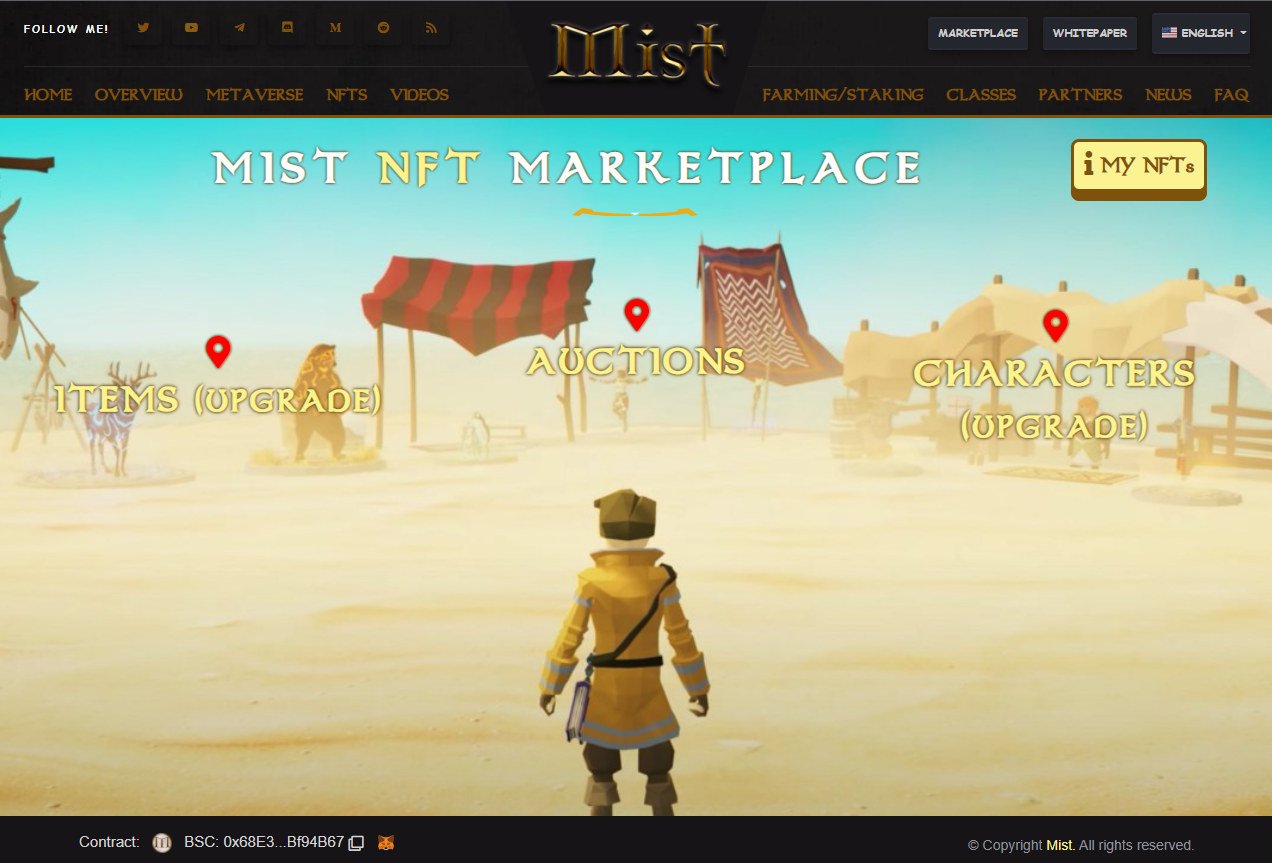 FOLLOW ME!
Mist
MARKETPLACE
WHITEPAPER
ENGLISH
HOME OVERVIEW METAVERSE NFTS VIDEOS
FARMING/STAKING CLASSES PARTNERS NEWS FAQ
MIST NFT MARKETPLACE
i MY NFTs
AUCTIONS
ITEMS (UPGRADE)
CHARACTERS
(UPGRADE)
Contract: BSC: 0x68E3...Bf94B67
© Copyright Mist. All rights reserved.